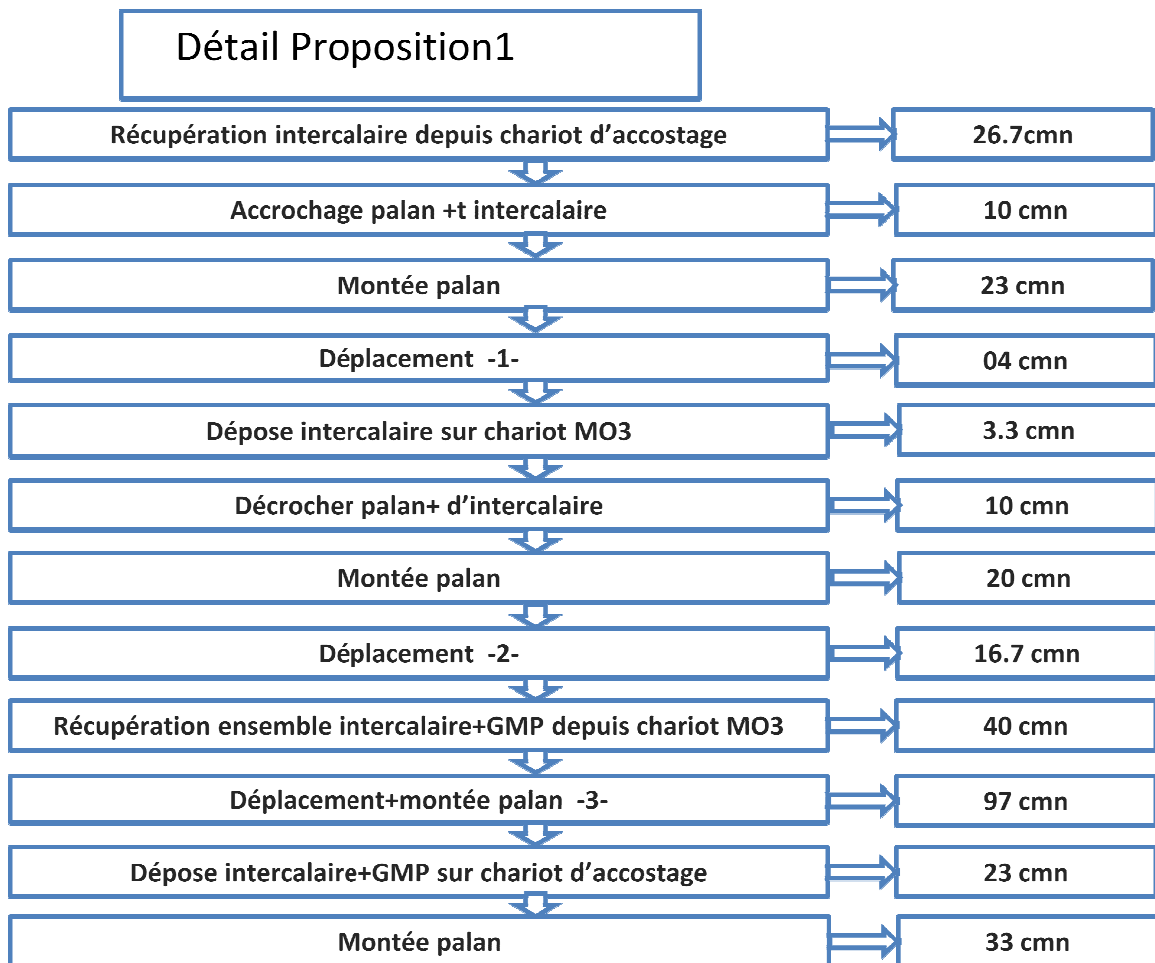 Détail Proposition1
Récupération intercalaire depuis chariot d’accostage
26.7cmn
Accrochage palan +t intercalaire
10 cmn
Montée palan
23 cmn
Déplacement -1-
04 cmn
Dépose intercalaire sur chariot MO3
3.3 cmn
Décrocher palan+ d’intercalaire
10 cmn
Montée palan
20 cmn
Déplacement -2-
16.7 cmn
Récupération ensemble intercalaire+GMP depuis chariot MO3
40 cmn
Déplacement+montée palan -3-
97 cmn
Dépose intercalaire+GMP sur chariot d’accostage
23 cmn
Montée palan
33 cmn